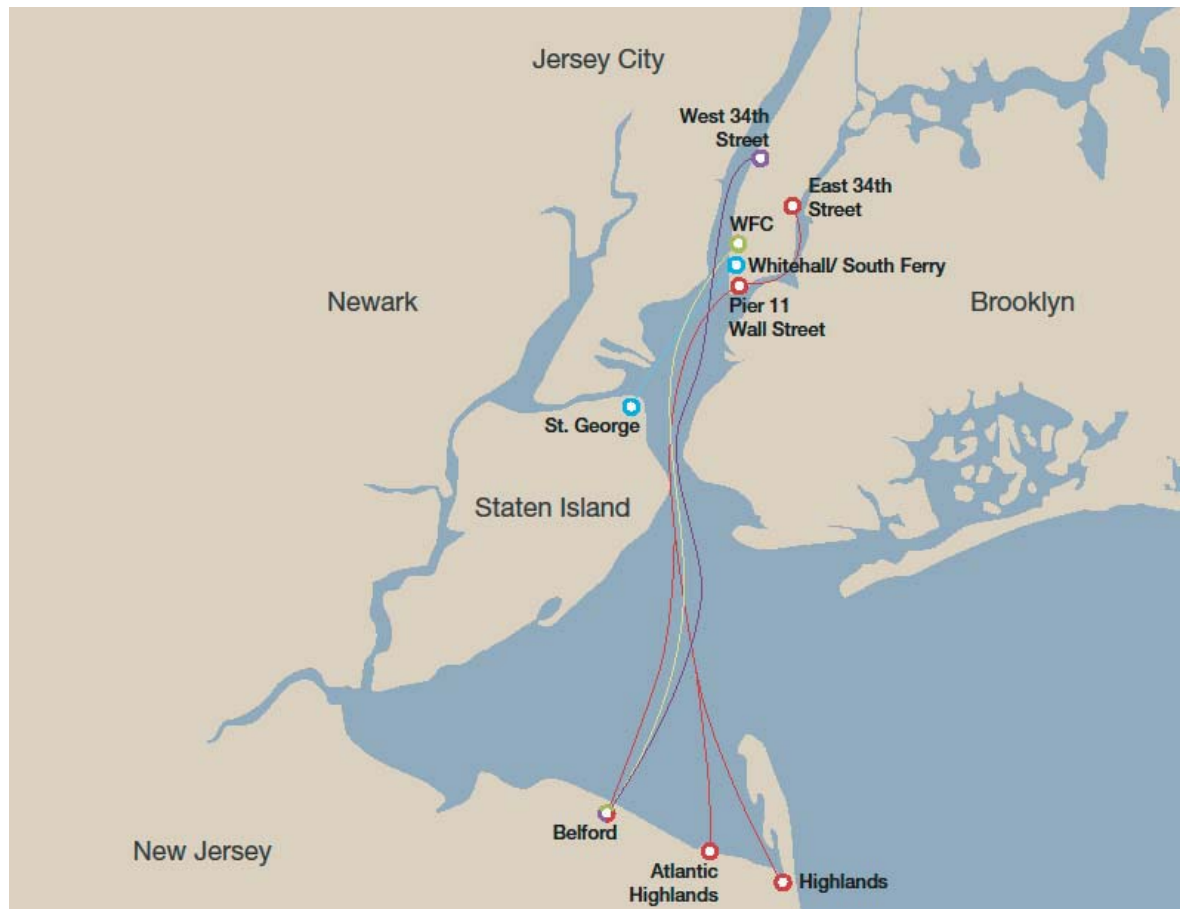 Jersey City
West 34th
Street
East 34th
Street
WFC
Whitehall/ South Ferry
Newark
Brooklyn
Pier 11
Wall Street
St. George
Staten Island
Belford
New Jersey
Atlantic
Highlands
Highlands